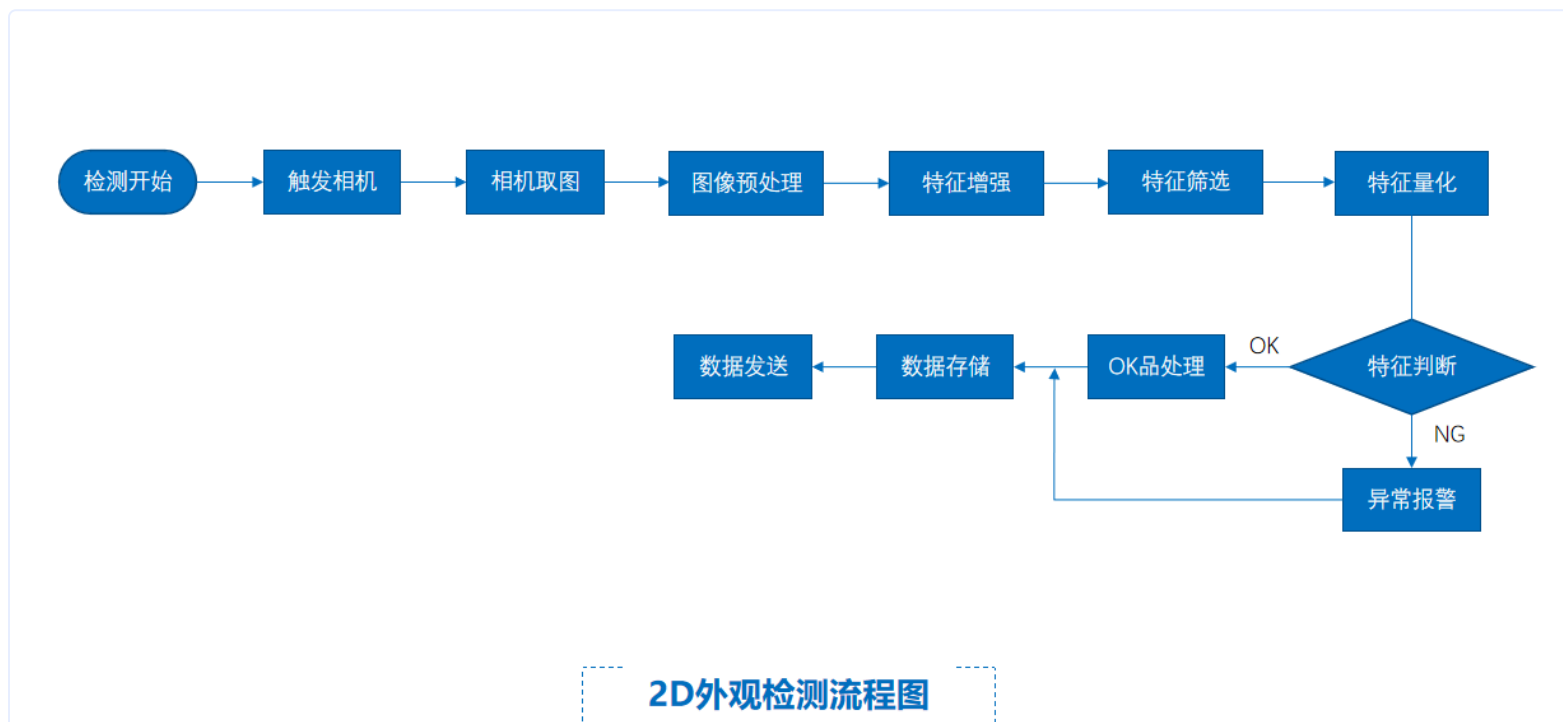 检测开始
触发相机
相机取图
图像预处理
特征增强
特征筛选
特征量化
数据发送
数据存储
OK品处理
OK
特征判断
NG
异常报警
2D外观检测流程图